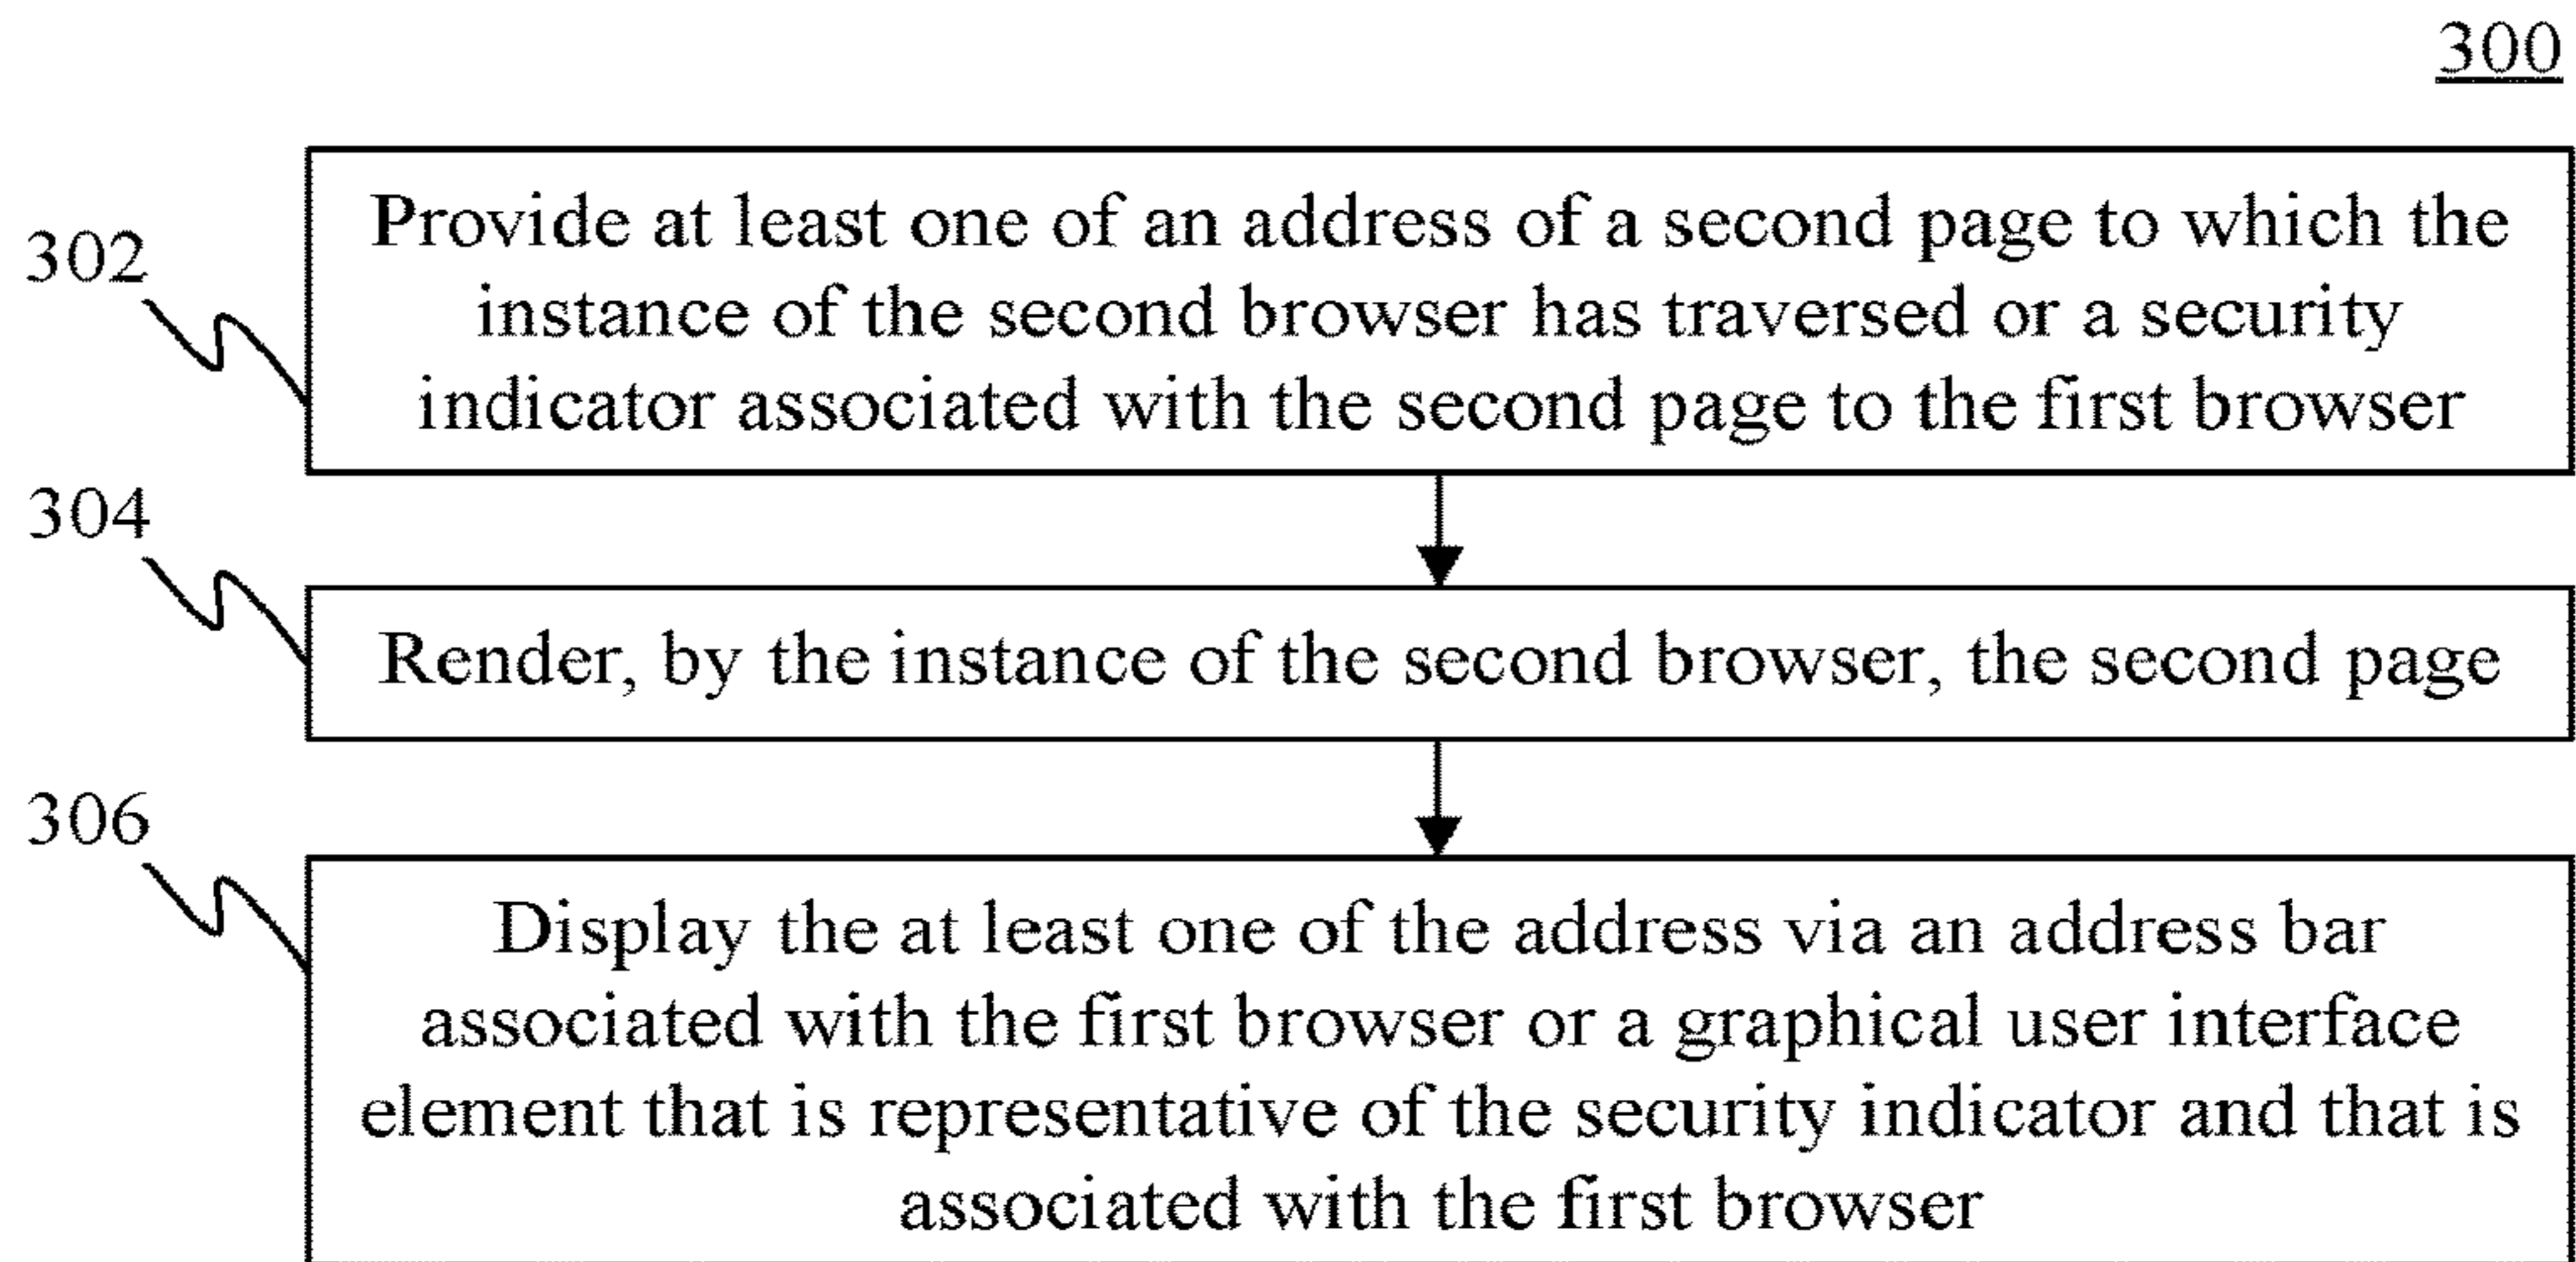 300
302
Provide at least one of an address of a second page to which the
instance of the second browser has traversed or a security
indicator associated with the second page to the first browser
304
Render, by the instance of the second browser, the second page
306
Display the at least one of the address via an address bar
associated with the first browser or a graphical user interface
element that is representative of the security indicator and that is
associated with the first browser